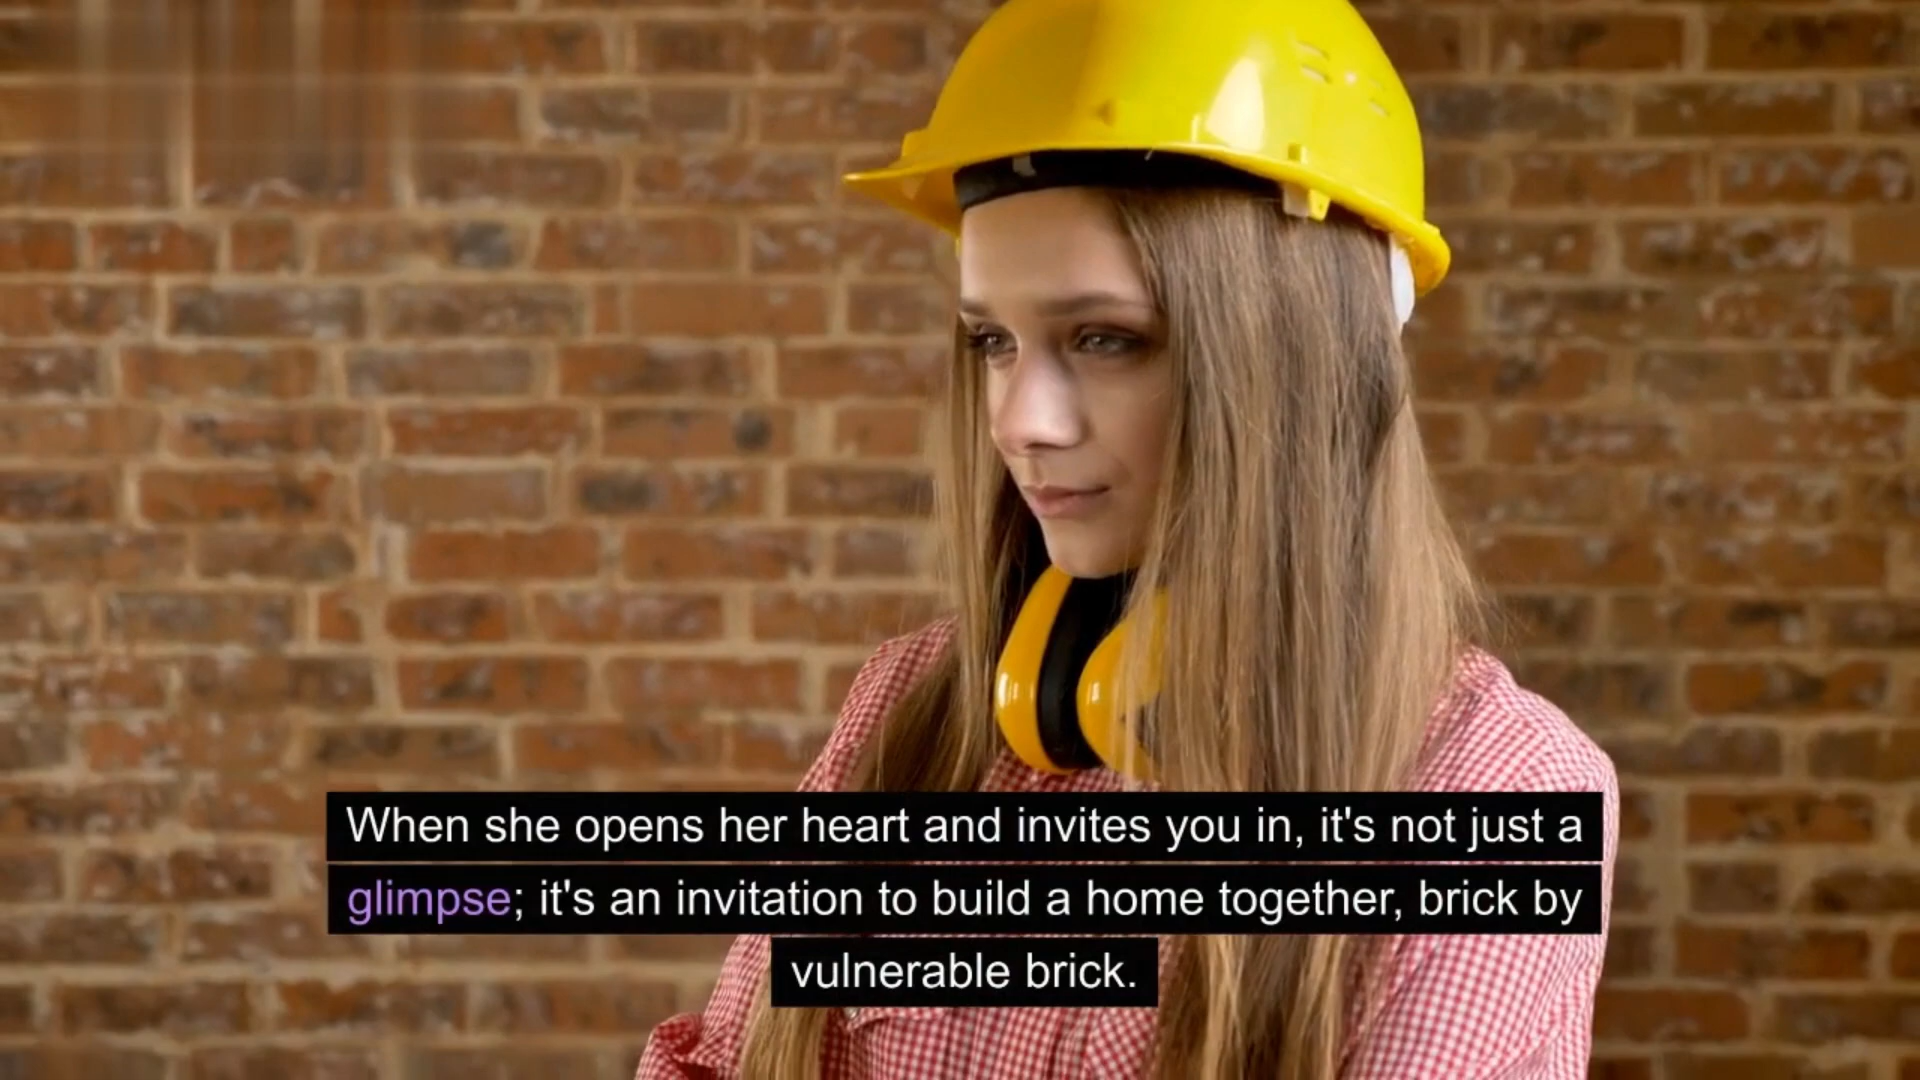 When she opens her heart and invites you in, it's not just a
glimpse; it's an invitation to build a home together, brick by
vulnerable brick.